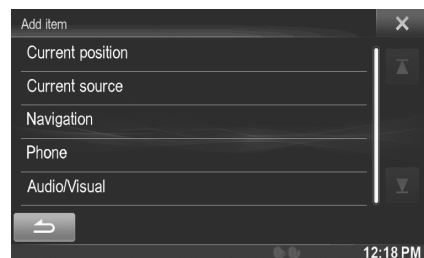 Add item
Current position
Current source
Navigation
Phone
Audio/Visual
12:18 PM